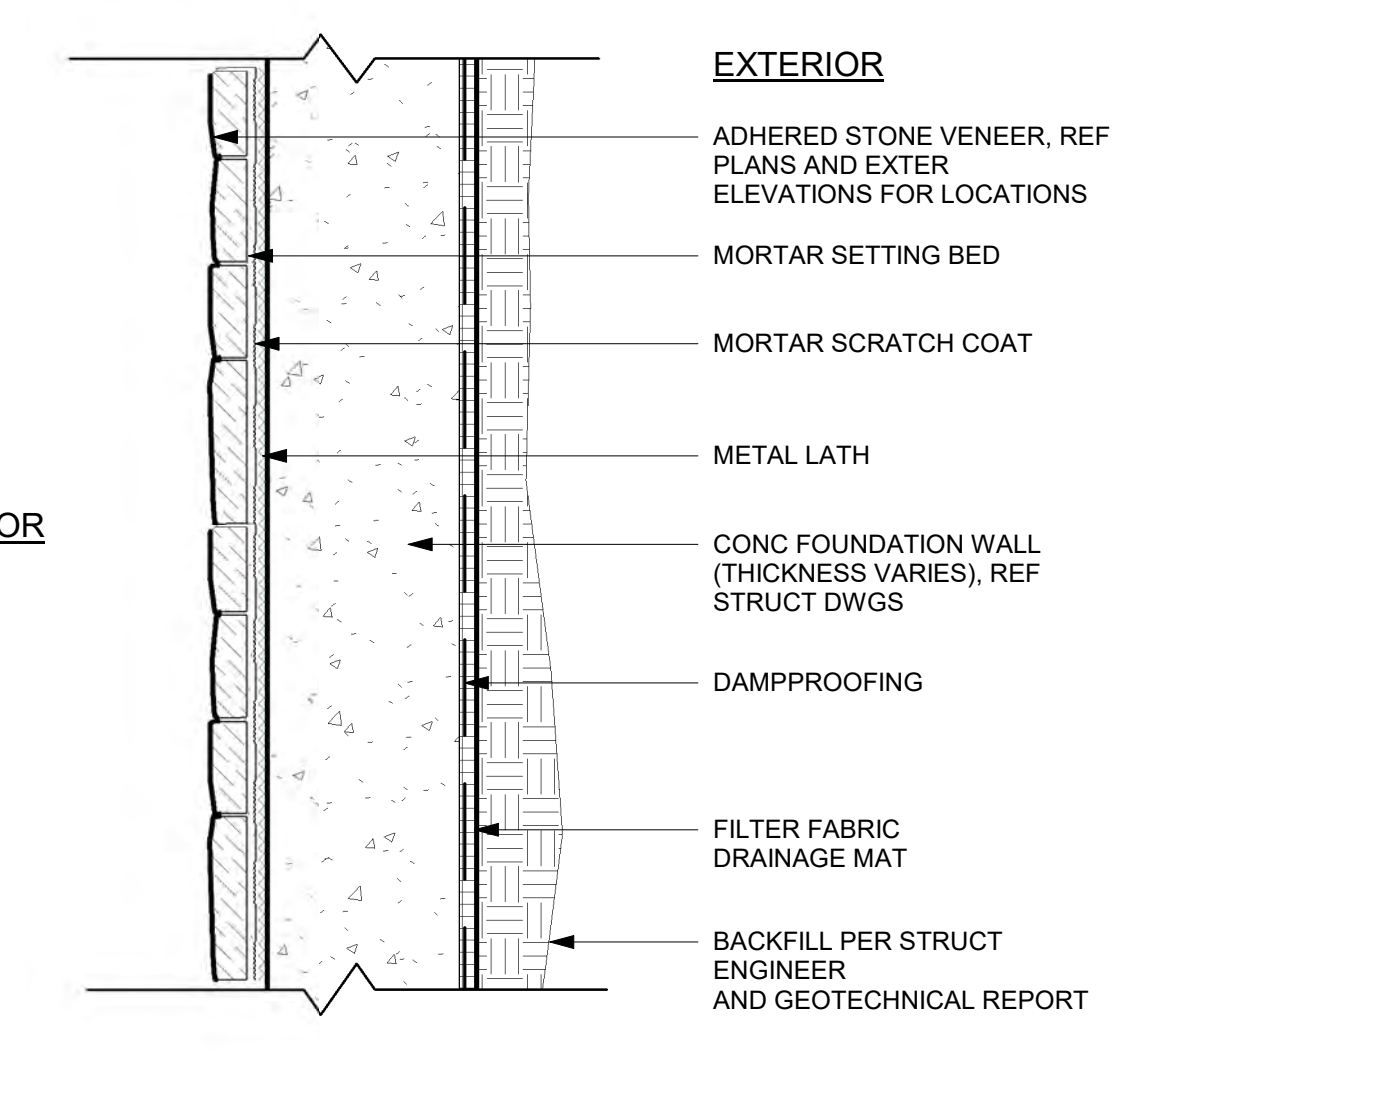 EXTERIOR
ADHERED STONE VENEER, REF
PLANS AND EXTER
ELEVATIONS FOR LOCATIONS
MORTAR SETTING BED
MORTAR SCRATCH COAT
METAL LATH
OR
CONC FOUNDATION WALL
(THICKNESS VARIES), REF
STRUCT DWGS
DAMPPROOFING
FILTER FABRIC
DRAINAGE MAT
BACKFILL PER STRUCT
ENGINEER
AND GEOTECHNICAL REPORT